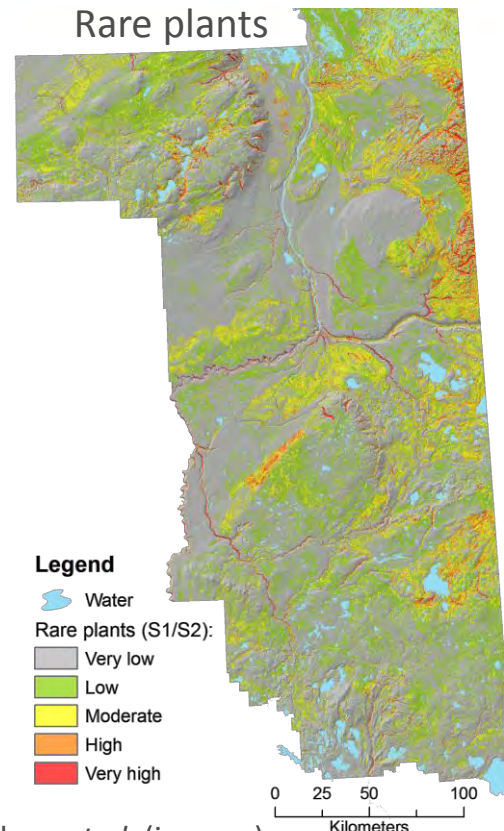 Rare plants
Legend
Water
Rare plants (S1/S2):
Very low
Low
Moderate
High
Very high
0 25 50 100
Kilometers